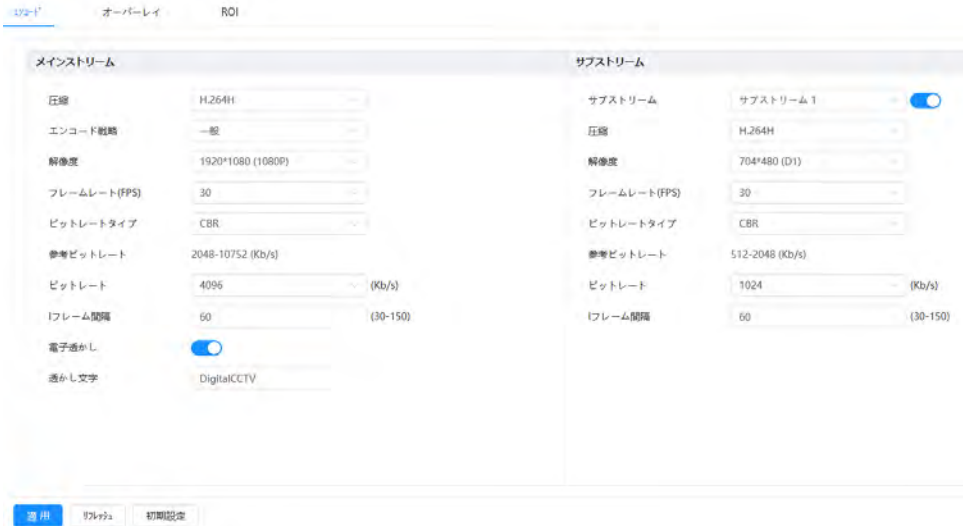 エンコード オーバーレイ ROI
メインストリーム
圧縮 H.264H
エンコード戦略 一般
解像度 1920*1080 (1080P)
フレームレート(FPS) 30
ビットレートタイプ CBR
参考ビットレート 2048-10752 (Kb/s)
ビットレート 4096 (Kb/s)
Iフレーム間隔 60 (30-150)
電子透かし
透かし文字 DigitalCCTV
サブストリーム
サブストリーム サブストリーム 1
圧縮 H.264H
解像度 704*480 (D1)
フレームレート(FPS) 30
ビットレートタイプ CBR
参考ビットレート 512-2048 (Kb/s)
ビットレート 1024 (Kb/s)
Iフレーム間隔 60 (30-150)
適用 リフレッシュ 初期設定